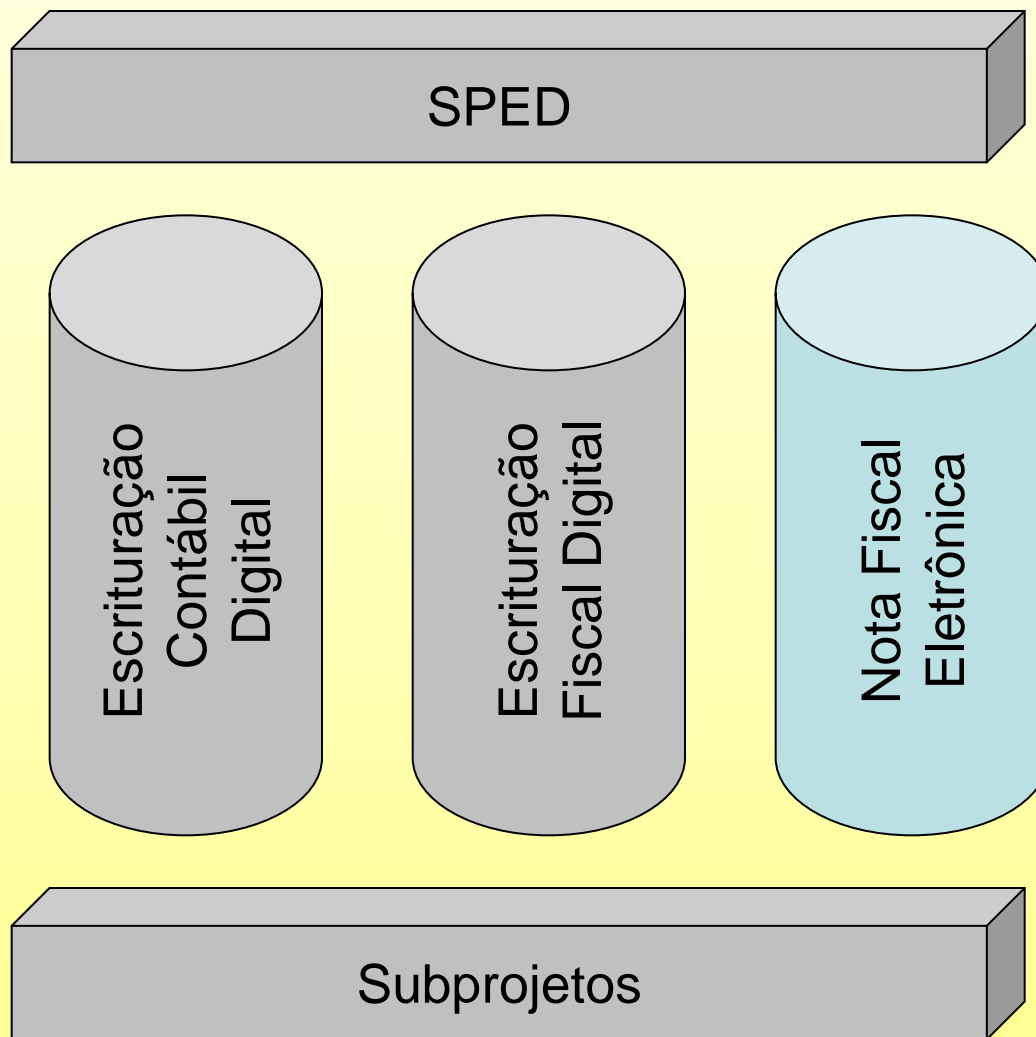 SPED
Escrituração
Contábil
Digital
Escrituração
Fiscal Digital
Nota Fiscal
Eletrônica
Subprojetos